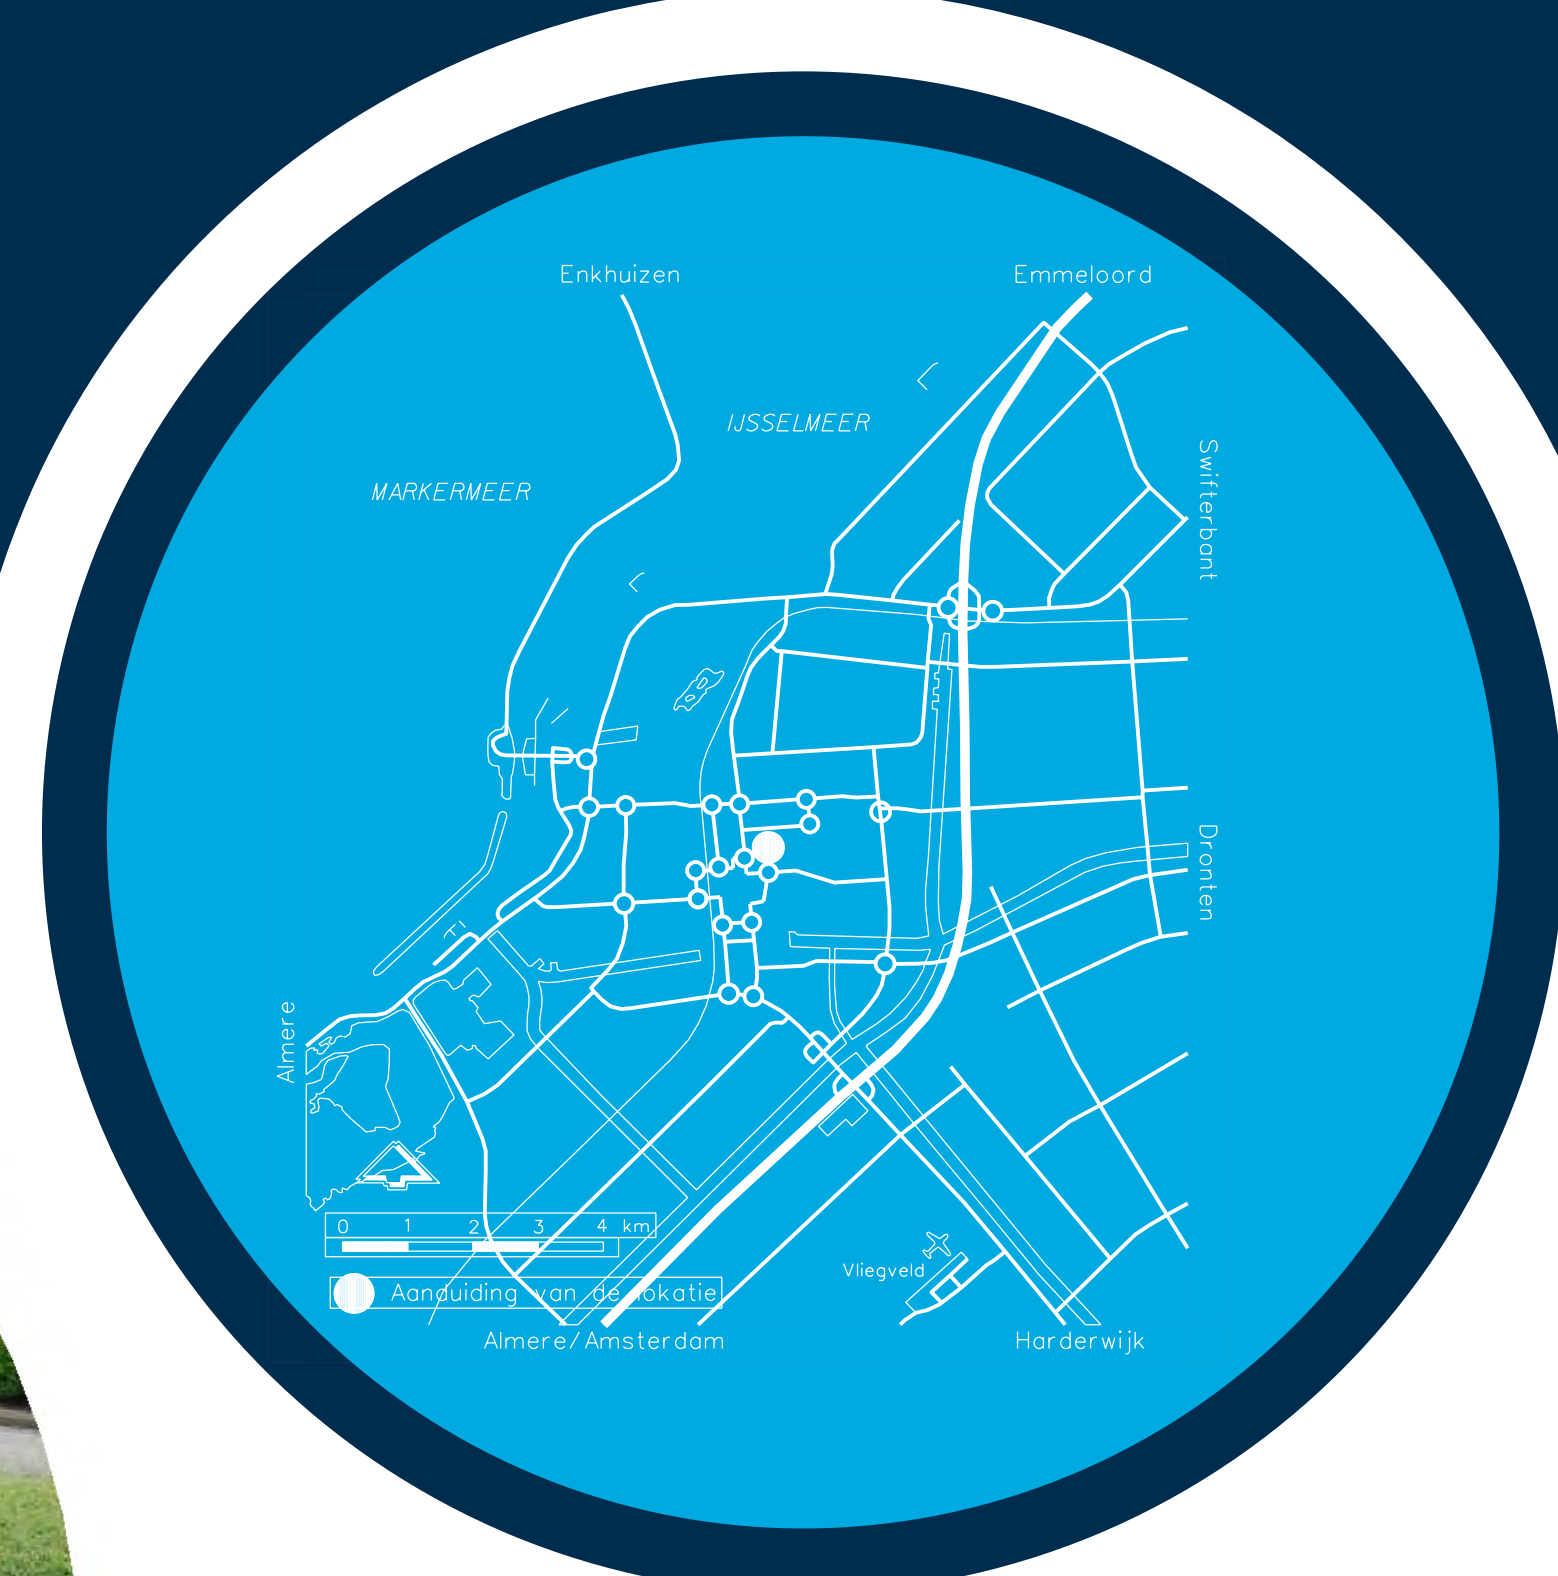 Enkhuizen
Emmeloord
IJSSELMEER
MARKERMEER
Swifterbant
Dronten
Almere
0 1 2 3 4 km
Vliegveld
Aanduiding van de lokatie
Almere/Amsterdam
Harderwijk